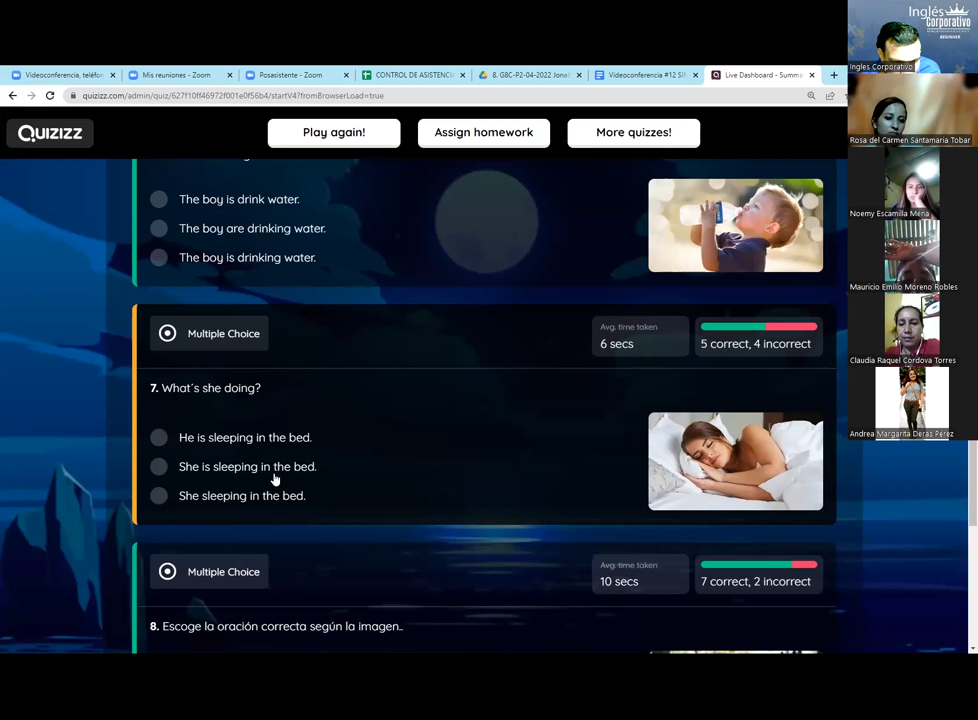 Inglés
Corporativo
BEGINNER
Ingles Corporativo
Videoconferencia, teléfor
Mis reuniones - Zoom
Posasistente - Zoom
CONTROL DE ASISTENCIA
8. GBC-P2-04-2022 Jonat
Videoconferencia #12 SIN
Live Dashboard - Summa
quizizz.com/admin/quiz/627f10ff46972f001e0f56b4/startV4?fromBrowserLoad=true
Quizizz
Play again!
Assign homework
More quizzes!
Rosa del Carmen Santamaria Tobar
The boy is drink water.
The boy are drinking water.
The boy is drinking water.
Noemy Escamilla Mena
Mauricio Emilio Moreno Robles
Multiple Choice
Avg. time taken
6 secs
5 correct, 4 incorrect
Claudia Raquel Cordova Torres
7. What´s she doing?
He is sleeping in the bed.
She is sleeping in the bed.
She sleeping in the bed.
Andrea Margarita Deras Pérez
Multiple Choice
Avg. time taken
10 secs
7 correct, 2 incorrect
8. Escoge la oración correcta según la imagen..